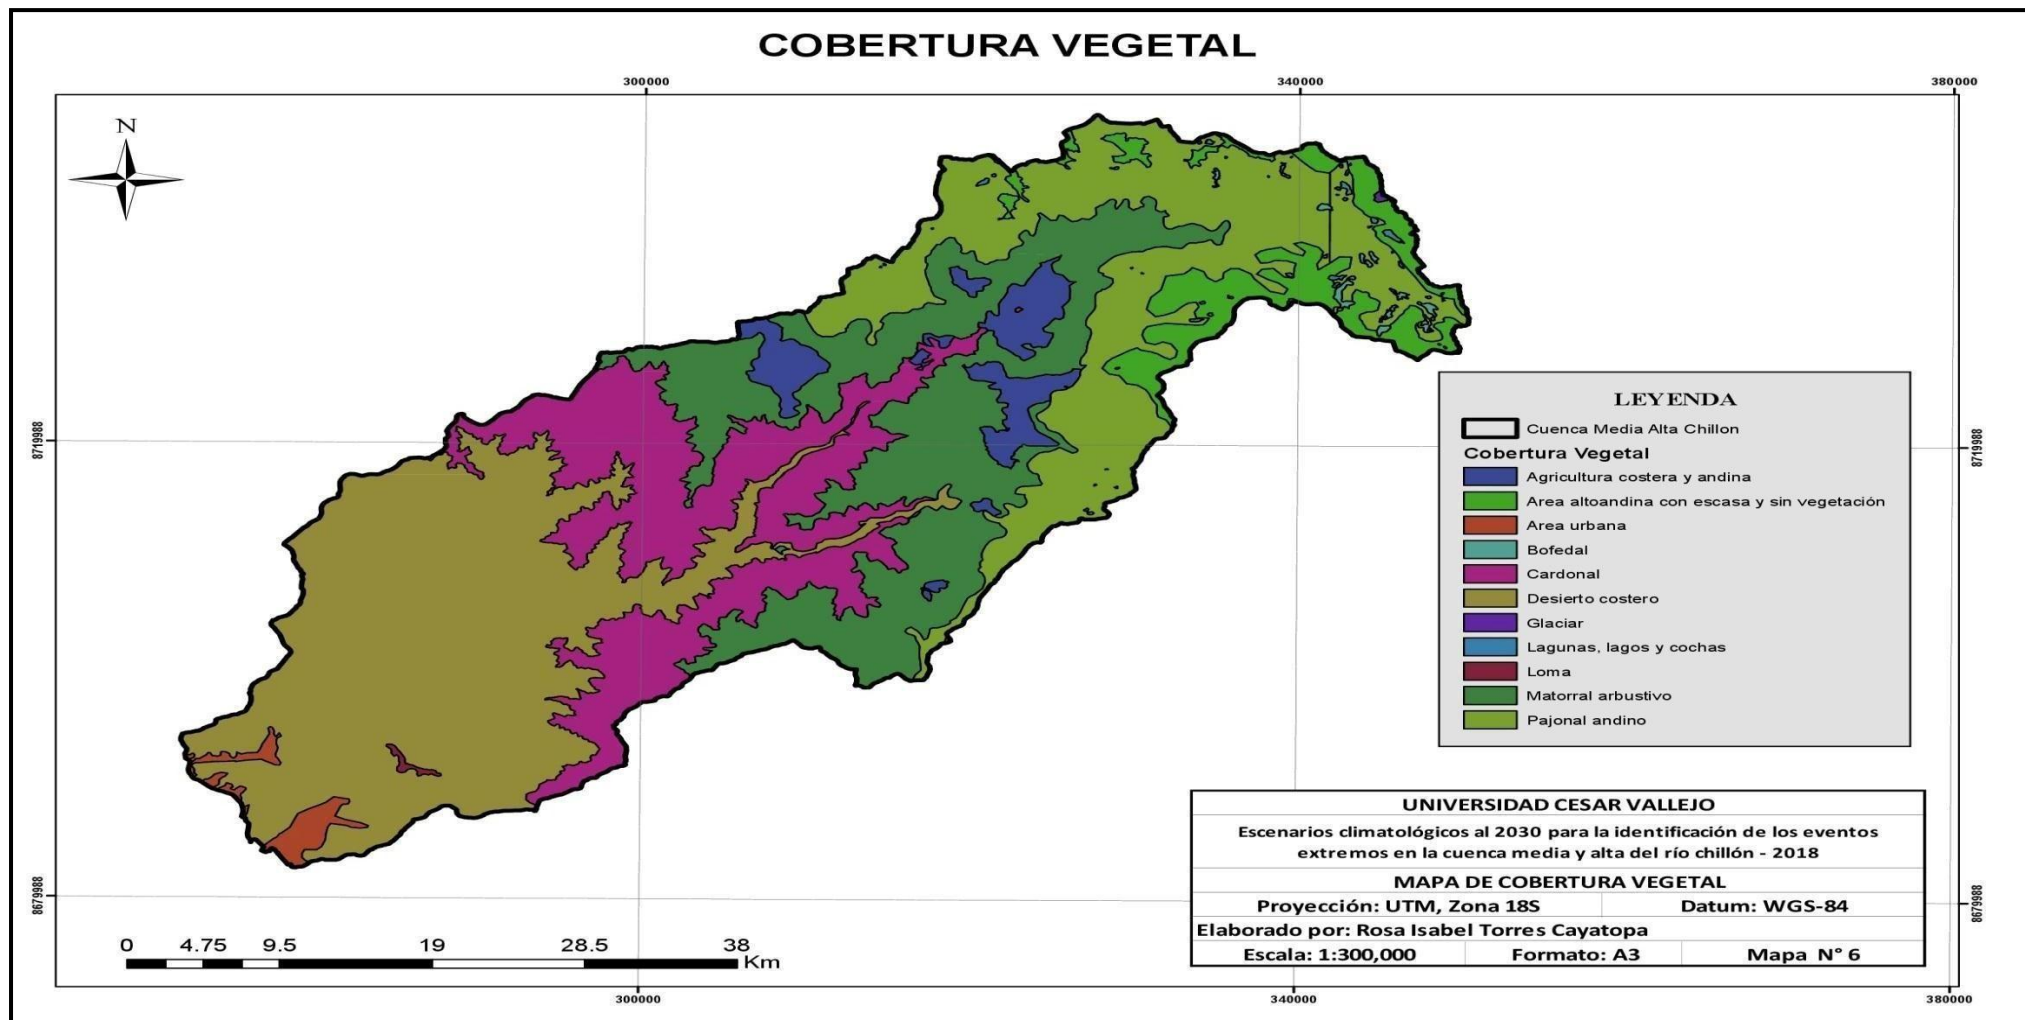 COBERTURA VEGETAL
300000
340000
380000
N
8719988
8719988
LEYENDA
Cuenca Media Alta Chillon
Cobertura Vegetal
Agricultura costera y andina
Area altoandina con escasa y sin vegetación
Area urbana
Bofedal
Cardonal
Desierto costero
Glaciar
Lagunas, lagos y cochas
Loma
Matorral arbustivo
Pajonal andino
UNIVERSIDAD CESAR VALLEJO
Escenarios climatológicos al 2030 para la identificación de los eventos
extremos en la cuenca media y alta del río chillón - 2018
MAPA DE COBERTURA VEGETAL
Proyección: UTM, Zona 18S Datum: WGS-84
Elaborado por: Rosa Isabel Torres Cayatopa
Escala: 1:300,000 Formato: A3 Mapa N° 6
8679988
8679988
0 4.75 9.5 19 28.5 38
Km
300000
340000
380000